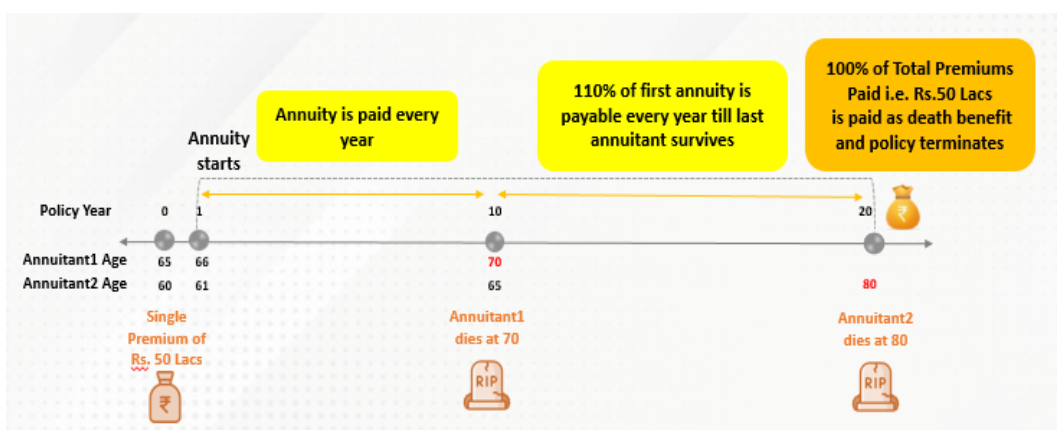 Annuity is paid every
year
110% of first annuity is
payable every year till last
annuitant survives
100% of Total Premiums
Paid i.e. Rs.50 Lacs
is paid as death benefit
and policy terminates
Annuity
starts
Policy Year 0 1 10 20
₹
Annuitant1 Age 65 66 70
Annuitant2 Age 60 61 65 80
Single
Premium of
Rs. 50 Lacs
₹
Annuitant1
dies at 70
RIP
Annuitant2
dies at 80
RIP